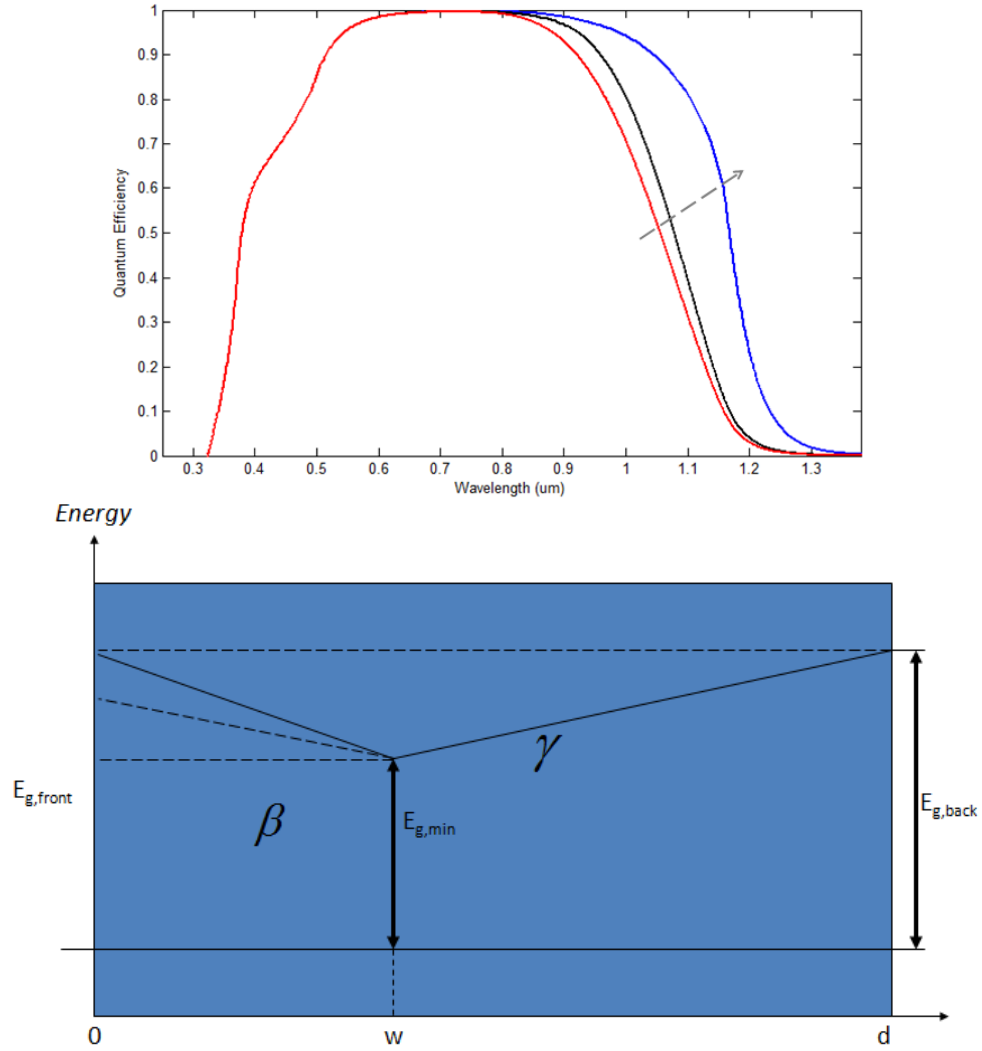 1
0.9
0.8
0.7
0.6
0.5
0.4
0.3
0.2
0.1
0
Quantum Efficiency
0.3 0.4 0.5 0.6 0.7 0.8 0.9 1 1.1 1.2 1.3
Wavelength (um)
Energy
γ
E_g,front
β
E_g,min
E_g,back
0 w d